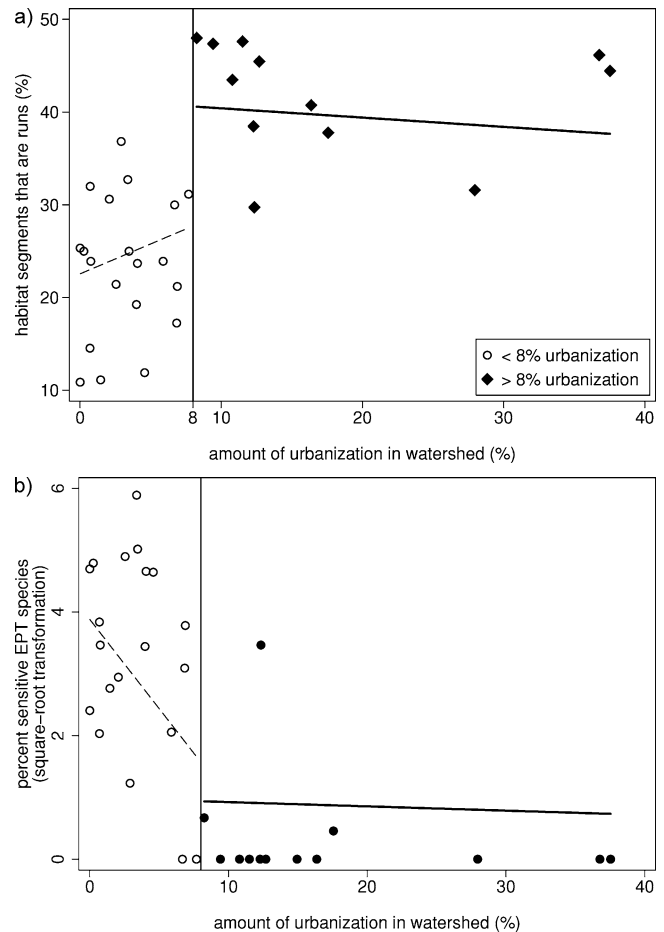 a)
habitat segments that are runs (%)
50
40
30
20
10
< 8% urbanization
> 8% urbanization
0 8 10 20 30 40
amount of urbanization in watershed (%)
b)
percent sensitive EPT species
(square−root transformation)
6
4
2
0
0 10 20 30 40
amount of urbanization in watershed (%)